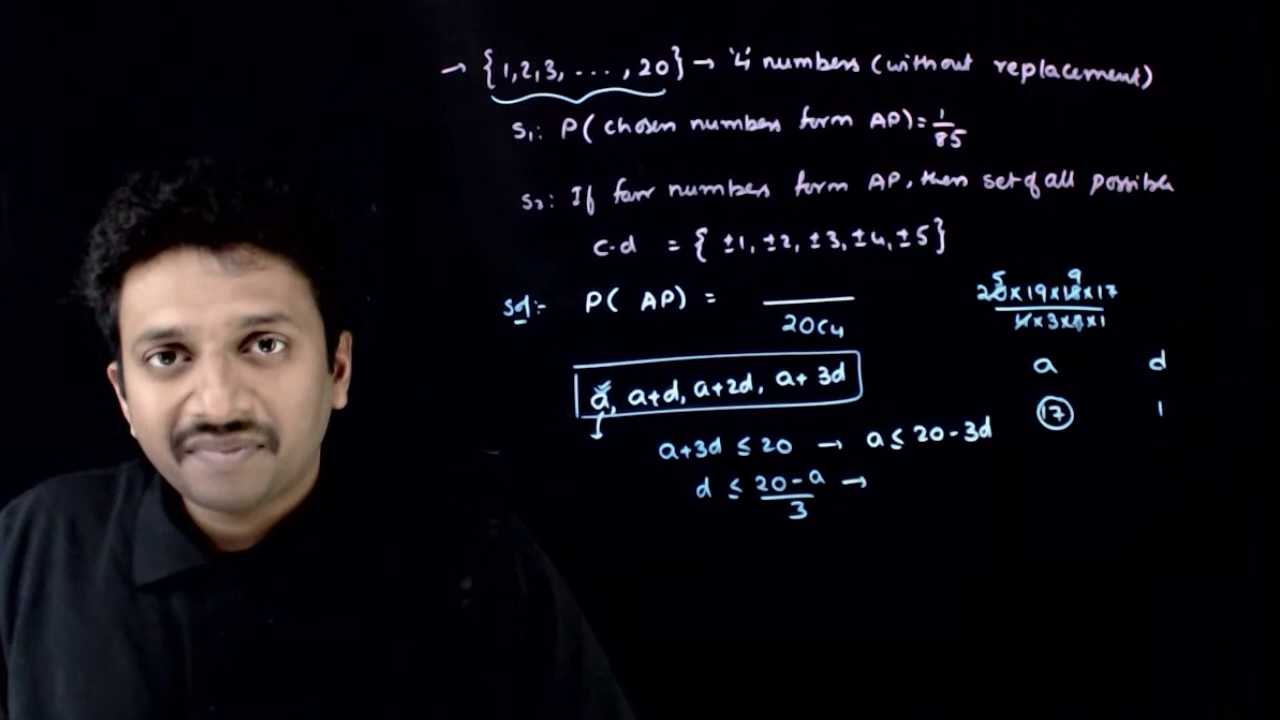 → {1,2,3, ... , 20} → '4' numbers (without replacement)
S₁: P( chosen numbers form AP) = 1/85
S₂: If four numbers form AP, then set of all possible
c.d = { ±1, ±2, ±3, ±4, ±5}
Sol:- P( AP) = /20C₄
20×19×18×17/4×3×2×1
5 9
a, a+d, a+2d, a+3d
a d
a+3d ≤ 20 → a ≤ 20-3d
17 1
d ≤ 20-a/3 →